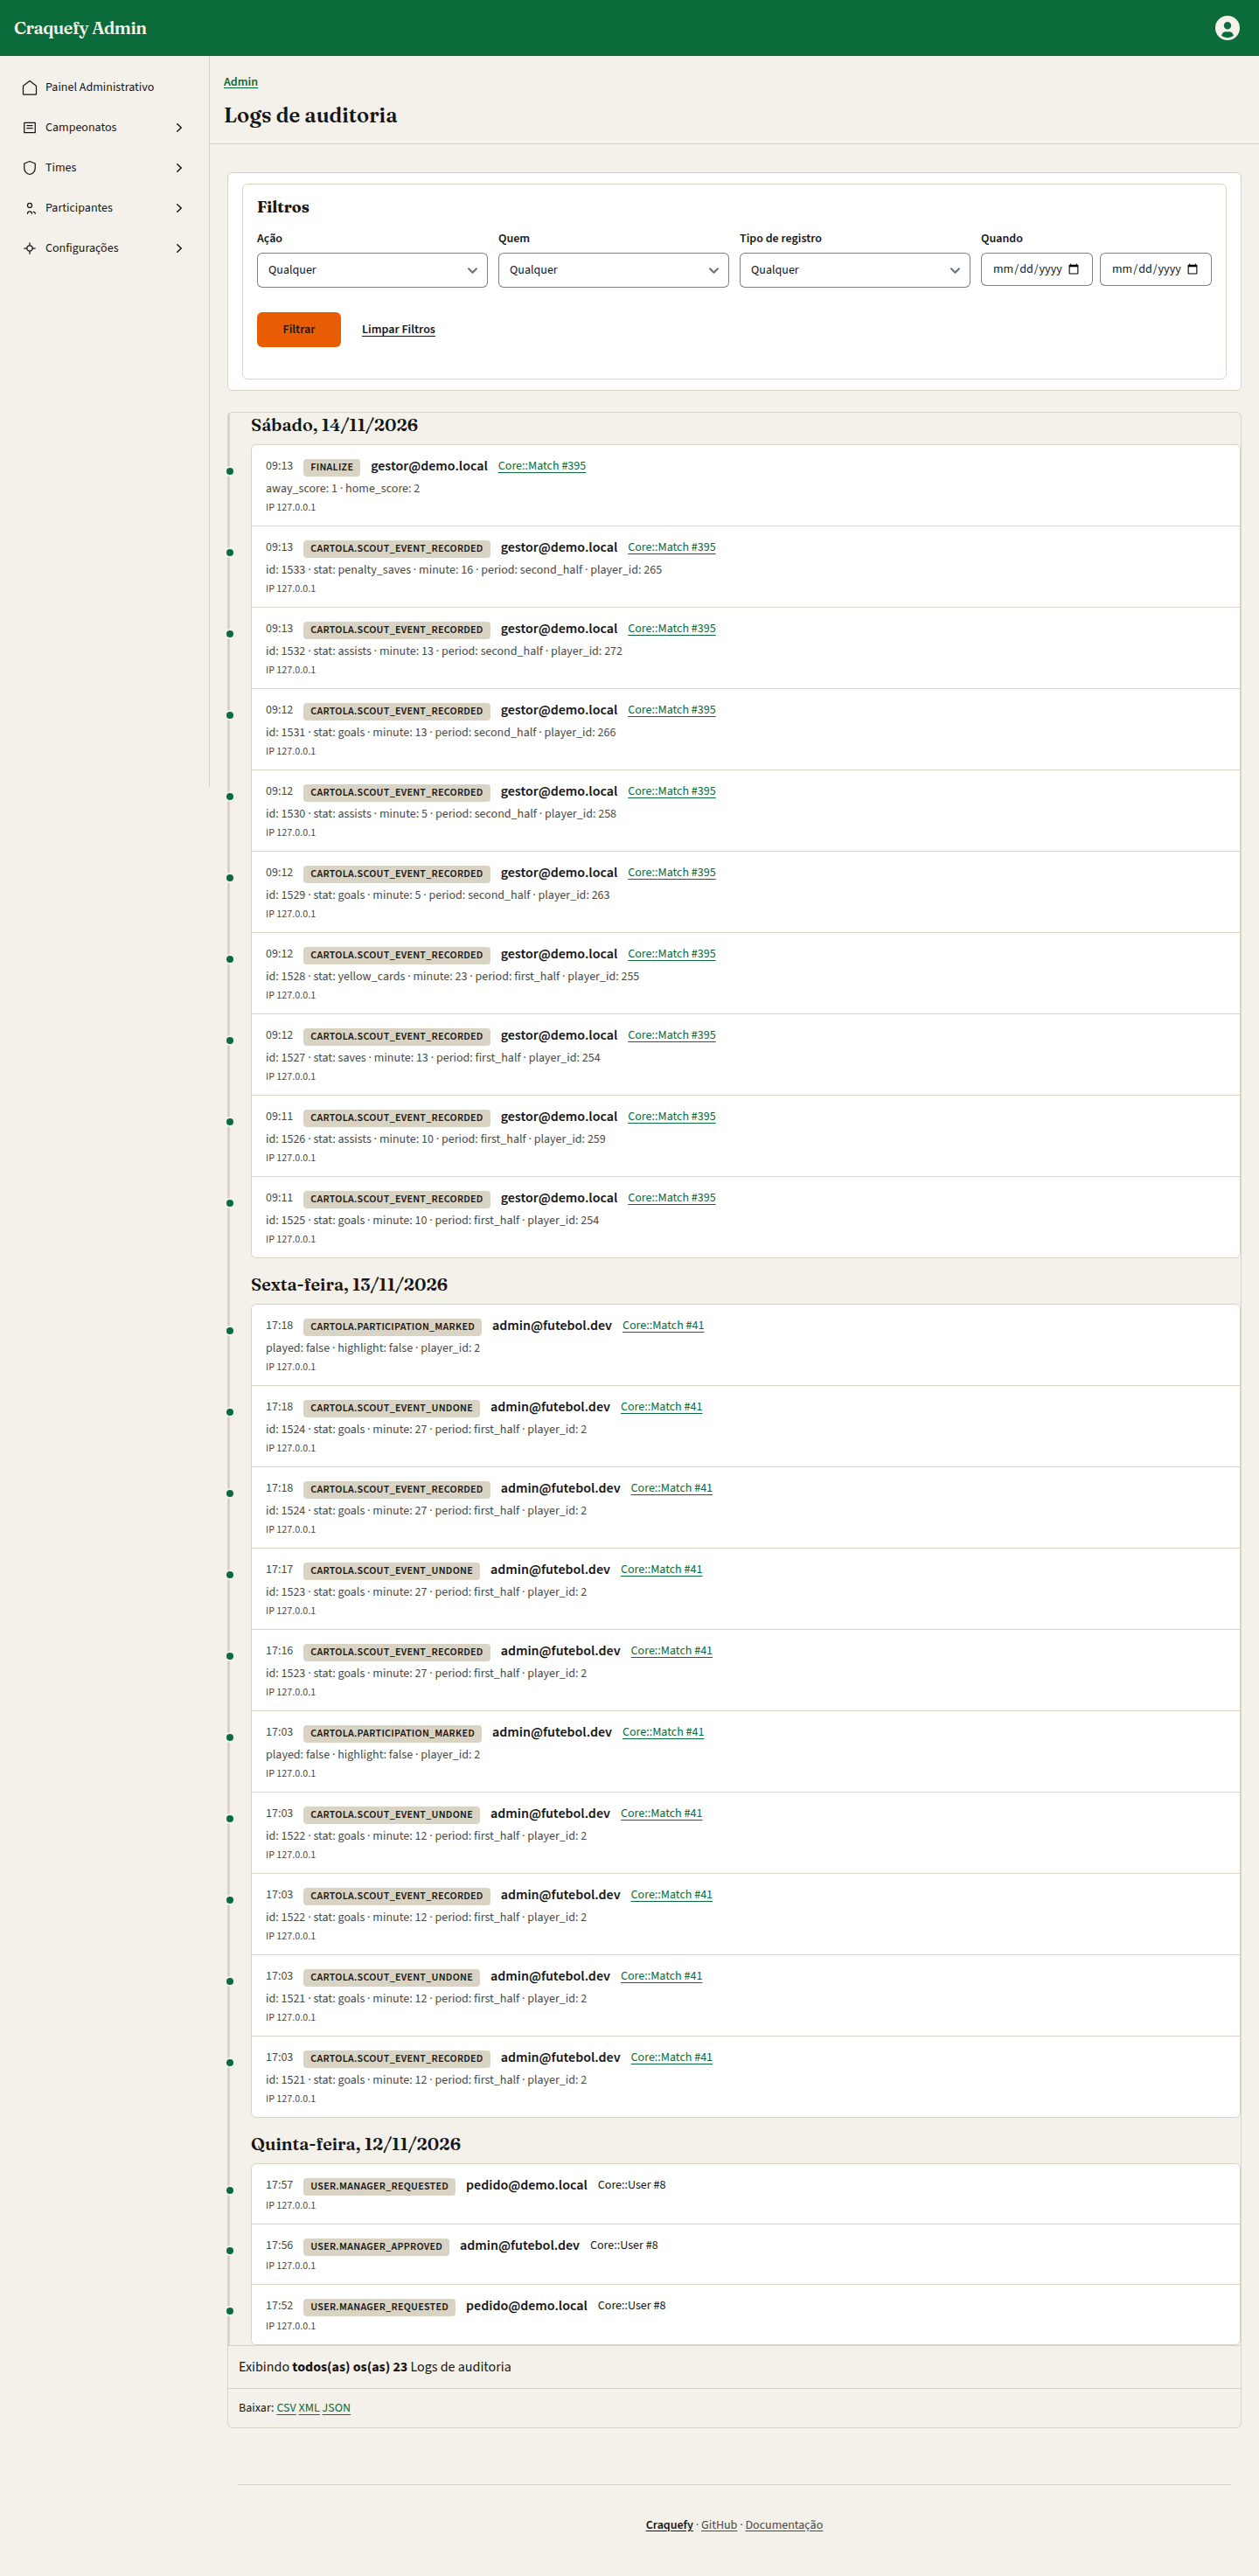 Craquefy Admin
Painel Administrativo
Campeonatos
Times
Participantes
Configurações
Admin
Logs de auditoria
Filtros
Ação Quem Tipo de registro Quando
Qualquer Qualquer Qualquer mm/dd/yyyy mm/dd/yyyy
Filtrar Limpar Filtros
Sábado, 14/11/2026
09:13 FINALIZE gestor@demo.local Core::Match #395
away_score: 1 · home_score: 2
IP 127.0.0.1
09:13 CARTOLA.SCOUT_EVENT_RECORDED gestor@demo.local Core::Match #395
id: 1533 · stat: penalty_saves · minute: 16 · period: second_half · player_id: 265
IP 127.0.0.1
09:13 CARTOLA.SCOUT_EVENT_RECORDED gestor@demo.local Core::Match #395
id: 1532 · stat: assists · minute: 13 · period: second_half · player_id: 272
IP 127.0.0.1
09:12 CARTOLA.SCOUT_EVENT_RECORDED gestor@demo.local Core::Match #395
id: 1531 · stat: goals · minute: 13 · period: second_half · player_id: 266
IP 127.0.0.1
09:12 CARTOLA.SCOUT_EVENT_RECORDED gestor@demo.local Core::Match #395
id: 1530 · stat: assists · minute: 5 · period: second_half · player_id: 258
IP 127.0.0.1
09:12 CARTOLA.SCOUT_EVENT_RECORDED gestor@demo.local Core::Match #395
id: 1529 · stat: goals · minute: 5 · period: second_half · player_id: 263
IP 127.0.0.1
09:12 CARTOLA.SCOUT_EVENT_RECORDED gestor@demo.local Core::Match #395
id: 1528 · stat: yellow_cards · minute: 23 · period: first_half · player_id: 255
IP 127.0.0.1
09:12 CARTOLA.SCOUT_EVENT_RECORDED gestor@demo.local Core::Match #395
id: 1527 · stat: saves · minute: 13 · period: first_half · player_id: 254
IP 127.0.0.1
09:11 CARTOLA.SCOUT_EVENT_RECORDED gestor@demo.local Core::Match #395
id: 1526 · stat: assists · minute: 10 · period: first_half · player_id: 259
IP 127.0.0.1
09:11 CARTOLA.SCOUT_EVENT_RECORDED gestor@demo.local Core::Match #395
id: 1525 · stat: goals · minute: 10 · period: first_half · player_id: 254
IP 127.0.0.1
Sexta-feira, 13/11/2026
17:18 CARTOLA.PARTICIPATION_MARKED admin@futebol.dev Core::Match #41
played: false · highlight: false · player_id: 2
IP 127.0.0.1
17:18 CARTOLA.SCOUT_EVENT_UNDONE admin@futebol.dev Core::Match #41
id: 1524 · stat: goals · minute: 27 · period: first_half · player_id: 2
IP 127.0.0.1
17:18 CARTOLA.SCOUT_EVENT_RECORDED admin@futebol.dev Core::Match #41
id: 1524 · stat: goals · minute: 27 · period: first_half · player_id: 2
IP 127.0.0.1
17:17 CARTOLA.SCOUT_EVENT_UNDONE admin@futebol.dev Core::Match #41
id: 1523 · stat: goals · minute: 27 · period: first_half · player_id: 2
IP 127.0.0.1
17:16 CARTOLA.SCOUT_EVENT_RECORDED admin@futebol.dev Core::Match #41
id: 1523 · stat: goals · minute: 27 · period: first_half · player_id: 2
IP 127.0.0.1
17:03 CARTOLA.PARTICIPATION_MARKED admin@futebol.dev Core::Match #41
played: false · highlight: false · player_id: 2
IP 127.0.0.1
17:03 CARTOLA.SCOUT_EVENT_UNDONE admin@futebol.dev Core::Match #41
id: 1522 · stat: goals · minute: 12 · period: first_half · player_id: 2
IP 127.0.0.1
17:03 CARTOLA.SCOUT_EVENT_RECORDED admin@futebol.dev Core::Match #41
id: 1522 · stat: goals · minute: 12 · period: first_half · player_id: 2
IP 127.0.0.1
17:03 CARTOLA.SCOUT_EVENT_UNDONE admin@futebol.dev Core::Match #41
id: 1521 · stat: goals · minute: 12 · period: first_half · player_id: 2
IP 127.0.0.1
17:03 CARTOLA.SCOUT_EVENT_RECORDED admin@futebol.dev Core::Match #41
id: 1521 · stat: goals · minute: 12 · period: first_half · player_id: 2
IP 127.0.0.1
Quinta-feira, 12/11/2026
17:57 USER.MANAGER_REQUESTED pedido@demo.local Core::User #8
IP 127.0.0.1
17:56 USER.MANAGER_APPROVED admin@futebol.dev Core::User #8
IP 127.0.0.1
17:52 USER.MANAGER_REQUESTED pedido@demo.local Core::User #8
IP 127.0.0.1
Exibindo todos(as) os(as) 23 Logs de auditoria
Baixar: CSV XML JSON
Craquefy · GitHub · Documentação